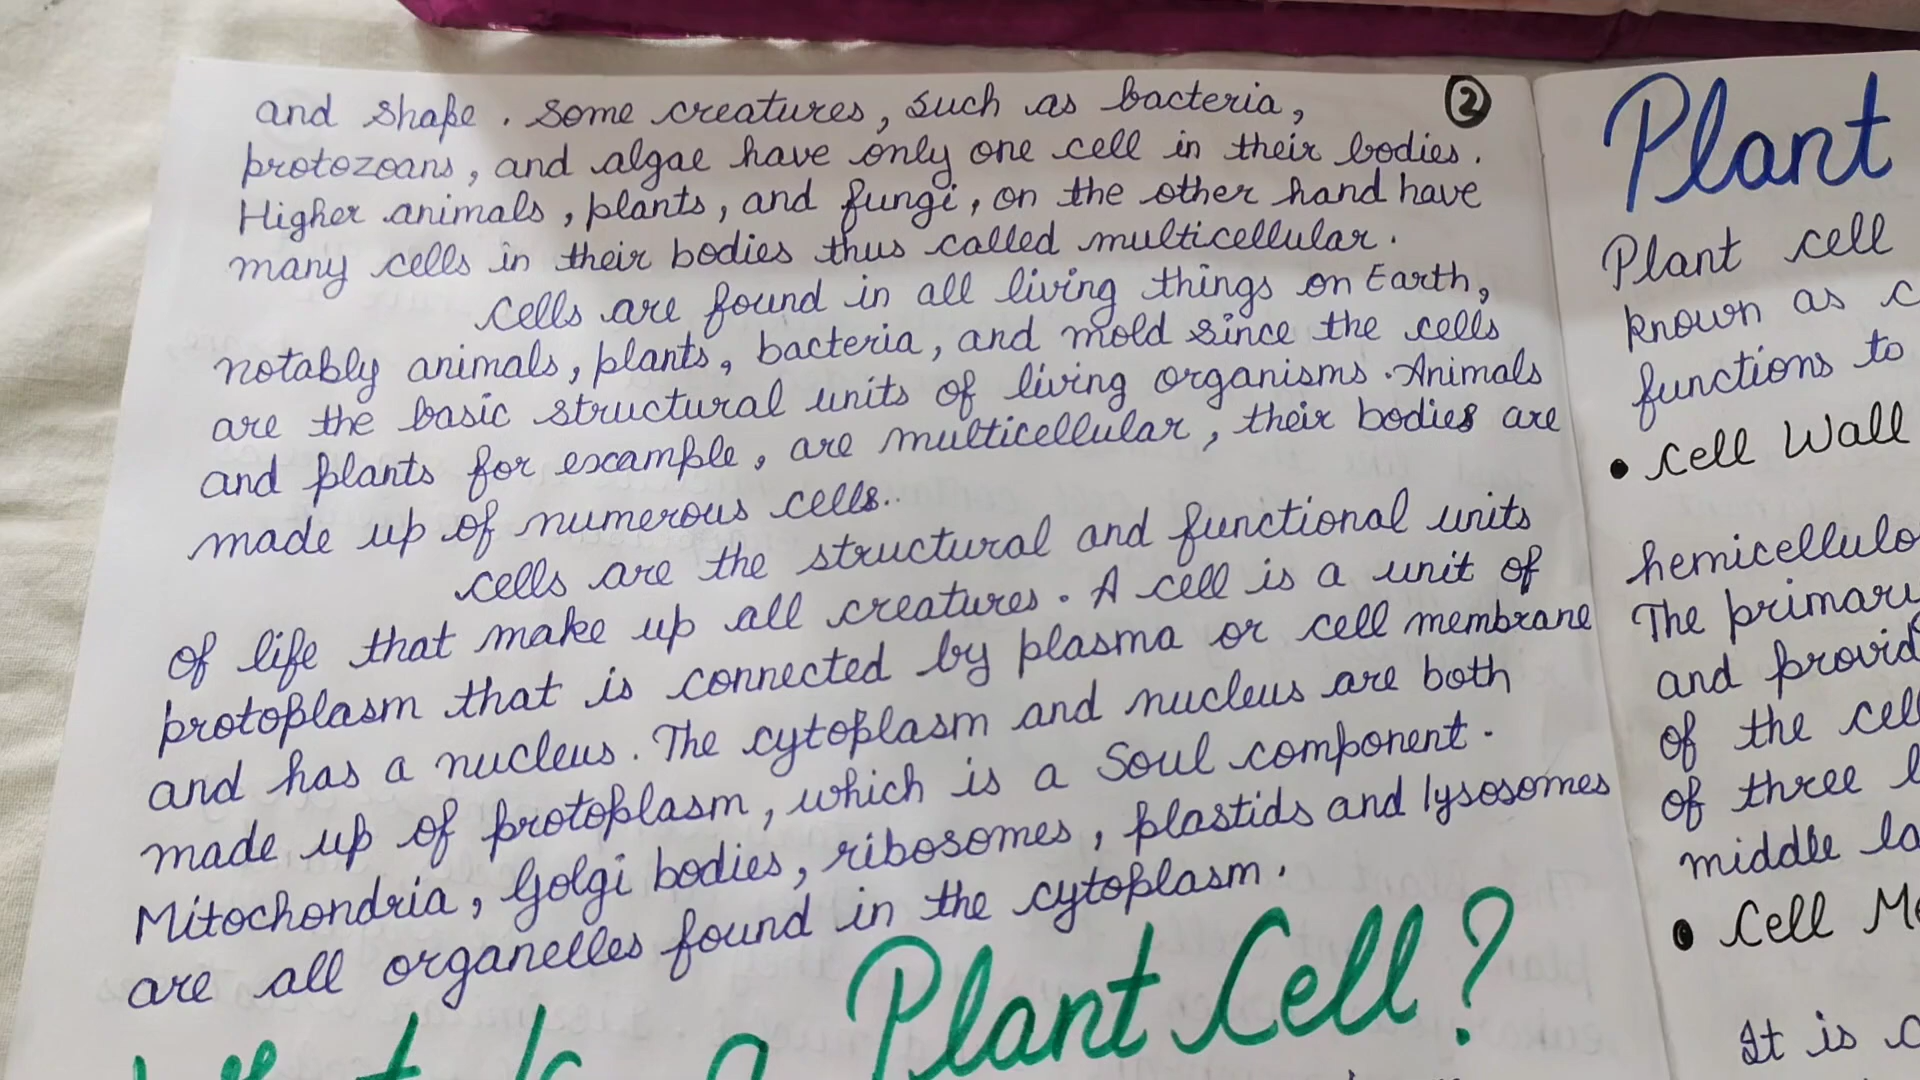 and shape. Some creatures, such as bacteria,
②
protozoans, and algae have only one cell in their bodies.
Higher animals, plants, and fungi, on the other hand have
many cells in their bodies thus called multicellular.
Cells are found in all living things on Earth,
notably animals, plants, bacteria, and mold since the cells
are the basic structural units of living organisms. Animals
and plants for example, are multicellular, their bodies are
made up of numerous cells..
Cells are the structural and functional units
of life that make up all creatures. A cell is a unit of
protoplasm that is connected by plasma or cell membrane
and has a nucleus. The cytoplasm and nucleus are both
made up of protoplasm, which is a Soul component.
Mitochondria, Golgi bodies, ribosomes, plastids and lysosomes
are all organelles found in the cytoplasm.
a Plant Cell?
Plant
Plant cell
known as
functions to
• Cell Wall
The primary
and
of the
of three
middle
• Cell
It is